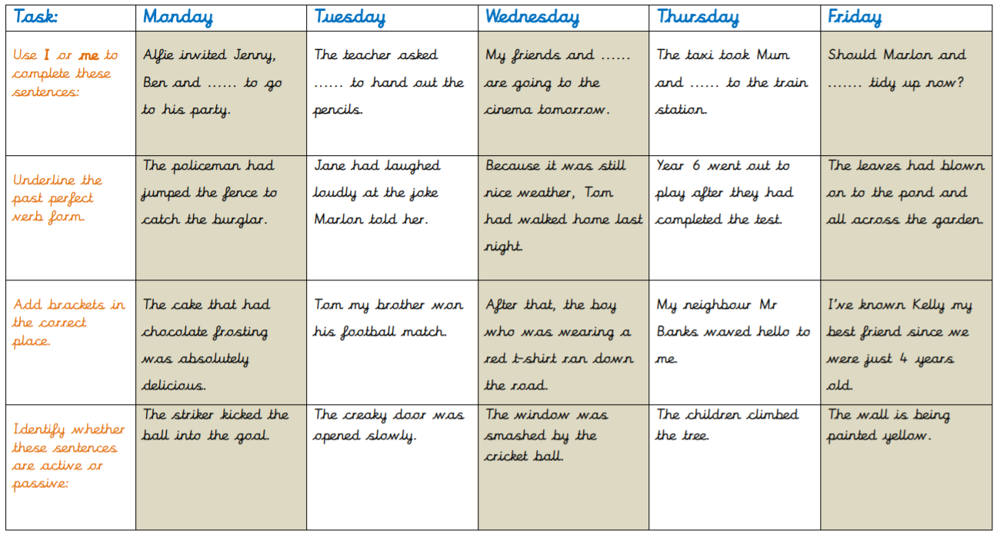 Task:
Monday
Tuesday
Wednesday
Thursday
Friday
Use I or me to
complete these
sentences:
Alfie invited Jenny,
Ben and ...... to go
to his party.
The teacher asked
...... to hand out the
pencils.
My friends and ......
are going to the
cinema tomorrow.
The taxi took Mum
and ...... to the train
station.
Should Marlon and
....... tidy up now?
Underline the
past perfect
verb form.
The policeman had
jumped the fence to
catch the burglar.
Jane had laughed
loudly at the joke
Marlon told her.
Because it was still
nice weather, Tom
had walked home last
night.
Year 6 went out to
play after they had
completed the test.
The leaves had blown
on to the pond and
all across the garden.
Add brackets in
the correct
place.
The cake that had
chocolate frosting
was absolutely
delicious.
Tom my brother won
his football match.
After that, the boy
who was wearing a
red t-shirt ran down
the road.
My neighbour Mr
Banks waved hello to
me.
I've known Kelly my
best friend since we
were just 4 years
old.
Identify whether
these sentences
are active or
passive:
The striker kicked the
ball into the goal.
The creaky door was
opened slowly.
The window was
smashed by the
cricket ball.
The children climbed
the tree.
The wall is being
painted yellow.